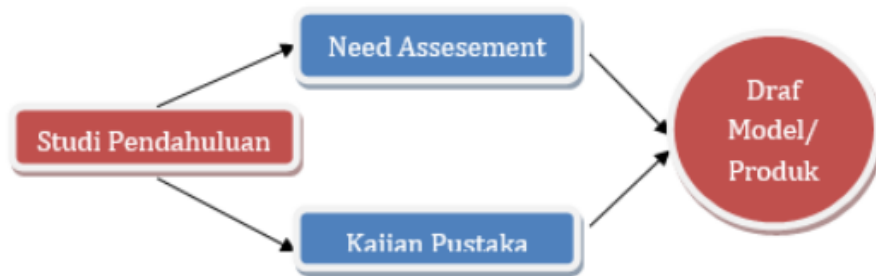 Need Assesement
Studi Pendahuluan
Kajian Pustaka
Draf
Model/
Produk